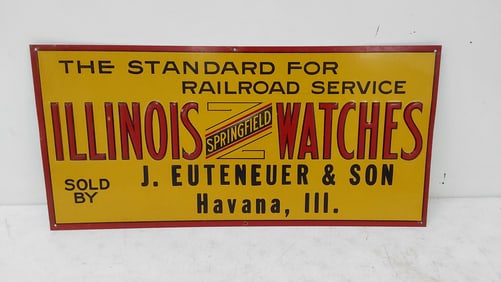 THE STANDARD FOR
RAILROAD SERVICE
ILLINOIS SPRINGFIELD WATCHES
SOLD BY
J. EUTENEUER & SON
Havana, Ill.